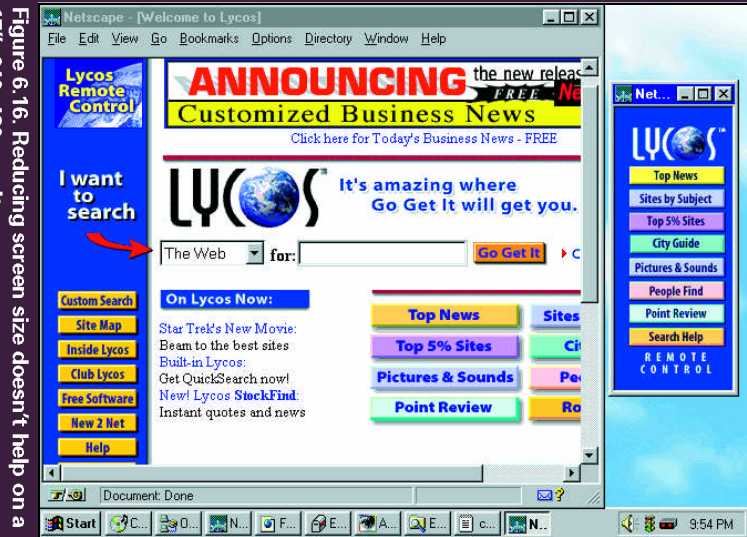 Figure 6.16. Reducing screen size doesn't help on a
Netscape - [Welcome to Lycos]
File Edit View Go Bookmarks Options Directory Window Help
Lycos
Remote
Control
I want
to
search
Custom Search
Site Map
Inside Lycos
Club Lycos
Free Software
New 2 Net
Help
ANNOUNCING the new releas
FREE Ne
Customized Business News
Click here for Today's Business News - FREE
LYCOS™
It's amazing where
Go Get It will get you.
The Web for: Go Get It C
On Lycos Now:
Star Trek's New Movie:
Beam to the best sites
Built-in Lycos:
Get QuickSearch now!
New! Lycos StockFind:
Instant quotes and news
Top News Sites
Top 5% Sites Ci
Pictures & Sounds Pe
Point Review Ro
Document: Done
Net...
LYCOS
Top News
Sites by Subject
Top 5% Sites
City Guide
Pictures & Sounds
People Find
Point Review
Search Help
REMOTE
CONTROL
Start C... O... N... F... E... A... E... c... N.. 9:54 PM